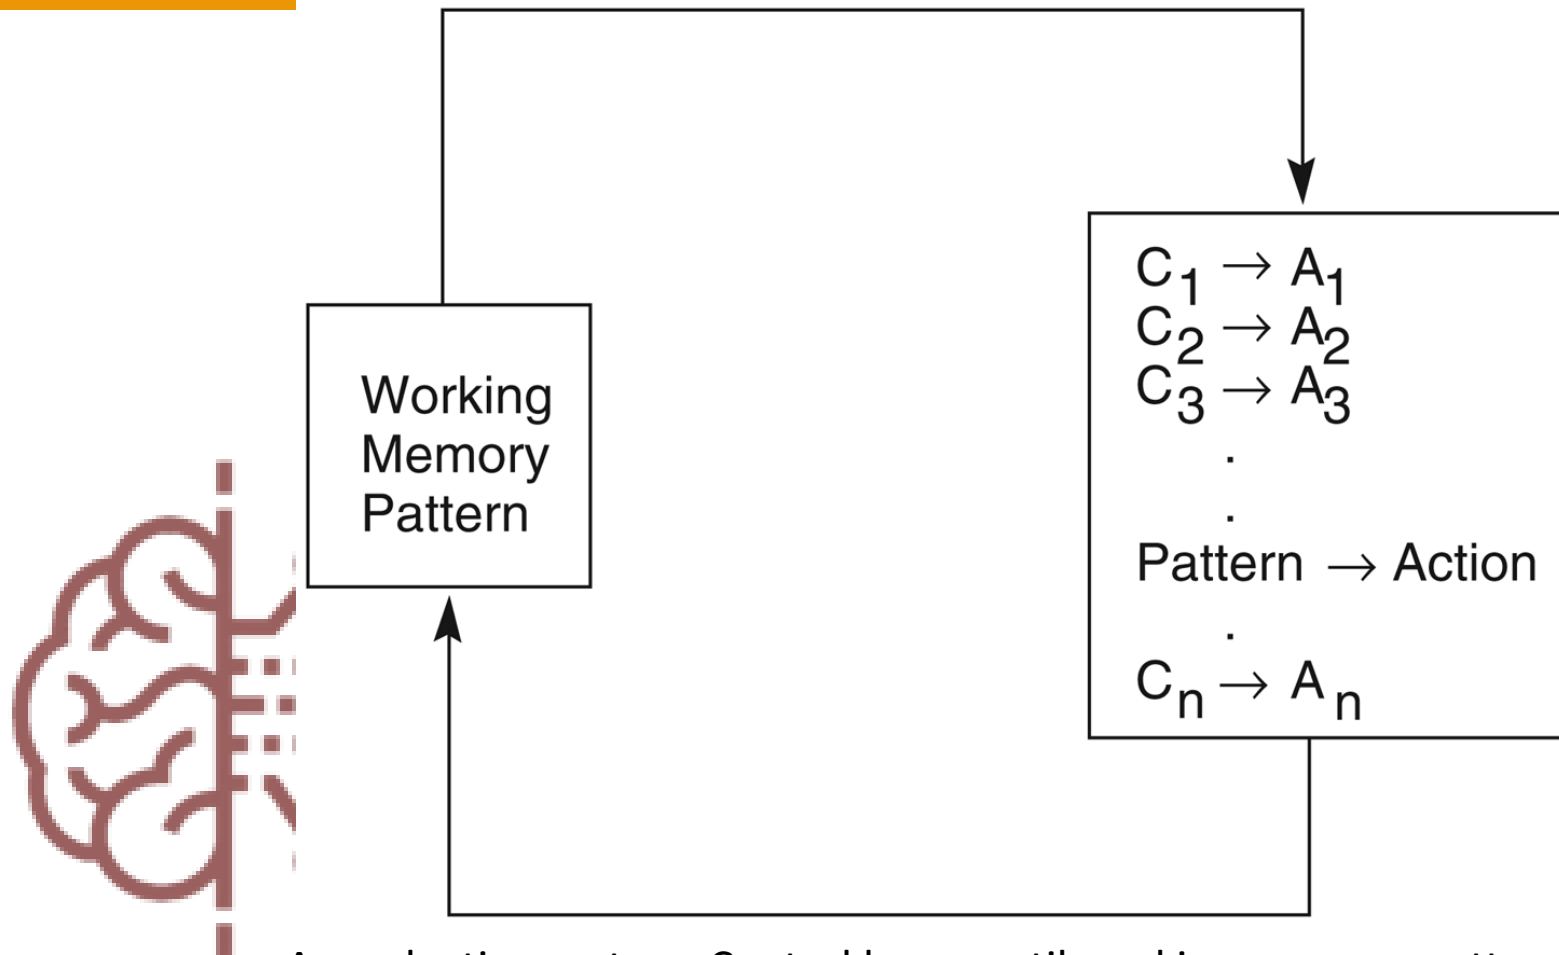 Working
Memory
Pattern
C₁ → A₁
C₂ → A₂
C₃ → A₃
.
.
Pattern → Action
.
Cₙ → Aₙ